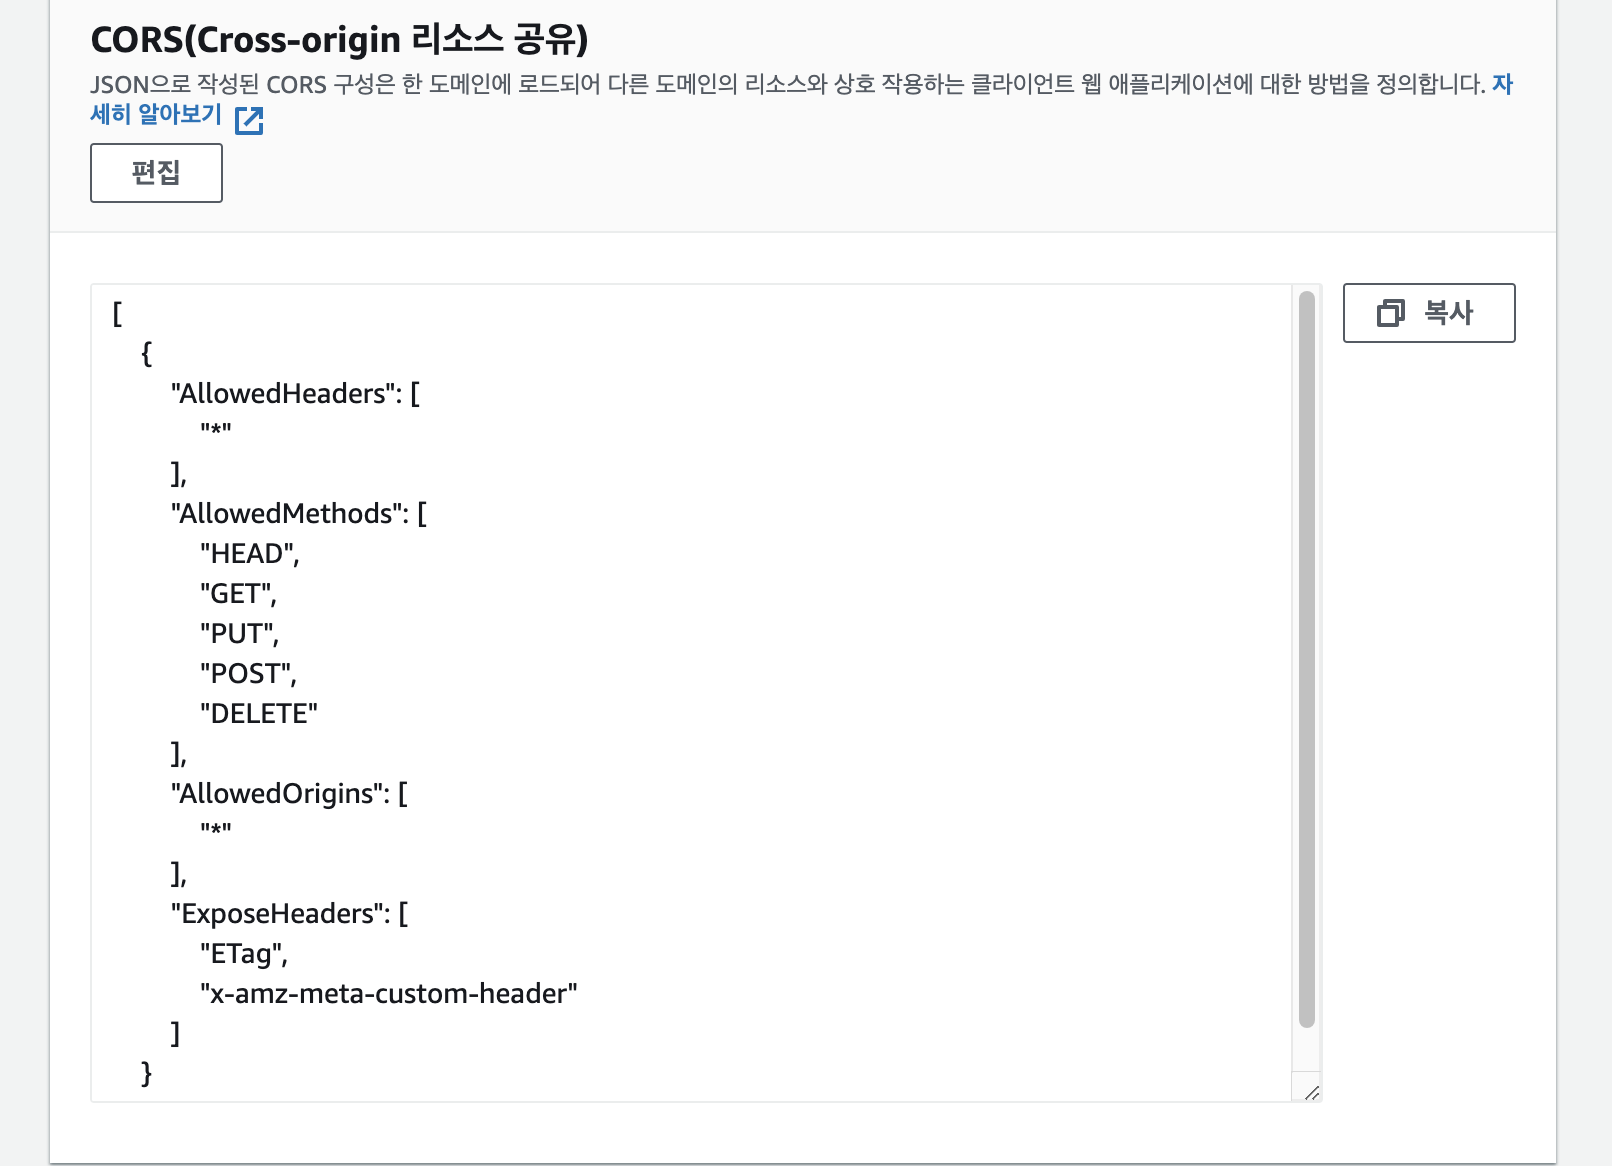 CORS(Cross-origin 리소스 공유)
JSON으로 작성된 CORS 구성은 한 도메인에 로드되어 다른 도메인의 리소스와 상호 작용하는 클라이언트 웹 애플리케이션에 대한 방법을 정의합니다. 자
세히 알아보기
편집
복사
[
{
"AllowedHeaders": [
"*"
],
"AllowedMethods": [
"HEAD",
"GET",
"PUT",
"POST",
"DELETE"
],
"AllowedOrigins": [
"*"
],
"ExposeHeaders": [
"ETag",
"x-amz-meta-custom-header"
]
}